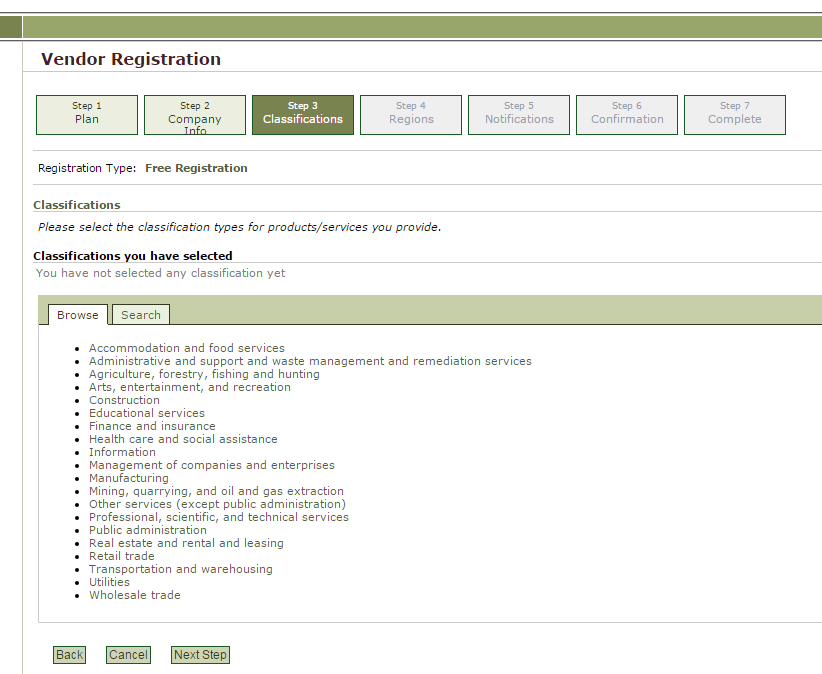 Vendor Registration
Step 1
Plan
Step 2
Company
Info
Step 3
Classifications
Step 4
Regions
Step 5
Notifications
Step 6
Confirmation
Step 7
Complete
Registration Type: Free Registration
Classifications
Please select the classification types for products/services you provide.
Classifications you have selected
You have not selected any classification yet
Browse
Search
Accommodation and food services
Administrative and support and waste management and remediation services
Agriculture, forestry, fishing and hunting
Arts, entertainment, and recreation
Construction
Educational services
Finance and insurance
Health care and social assistance
Information
Management of companies and enterprises
Manufacturing
Mining, quarrying, and oil and gas extraction
Other services (except public administration)
Professional, scientific, and technical services
Public administration
Real estate and rental and leasing
Retail trade
Transportation and warehousing
Utilities
Wholesale trade
Back
Cancel
Next Step